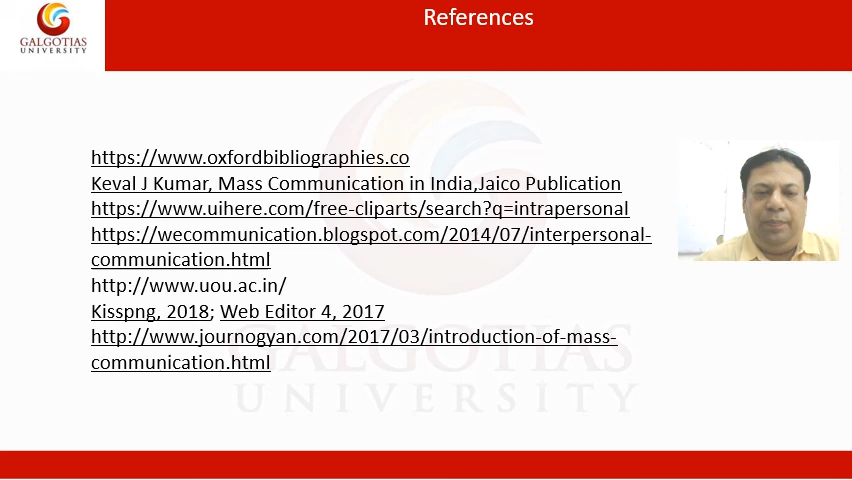 References
GALGOTIAS
UNIVERSITY
https://www.oxfordbibliographies.co
Keval J Kumar, Mass Communication in India,Jaico Publication
https://www.uihere.com/free-cliparts/search?q=intrapersonal
https://wecommunication.blogspot.com/2014/07/interpersonal-
communication.html
http://www.uou.ac.in/
Kisspng, 2018; Web Editor 4, 2017
http://www.journogyan.com/2017/03/introduction-of-mass-
communication.html
GALGOTIAS
UNIVERSITY